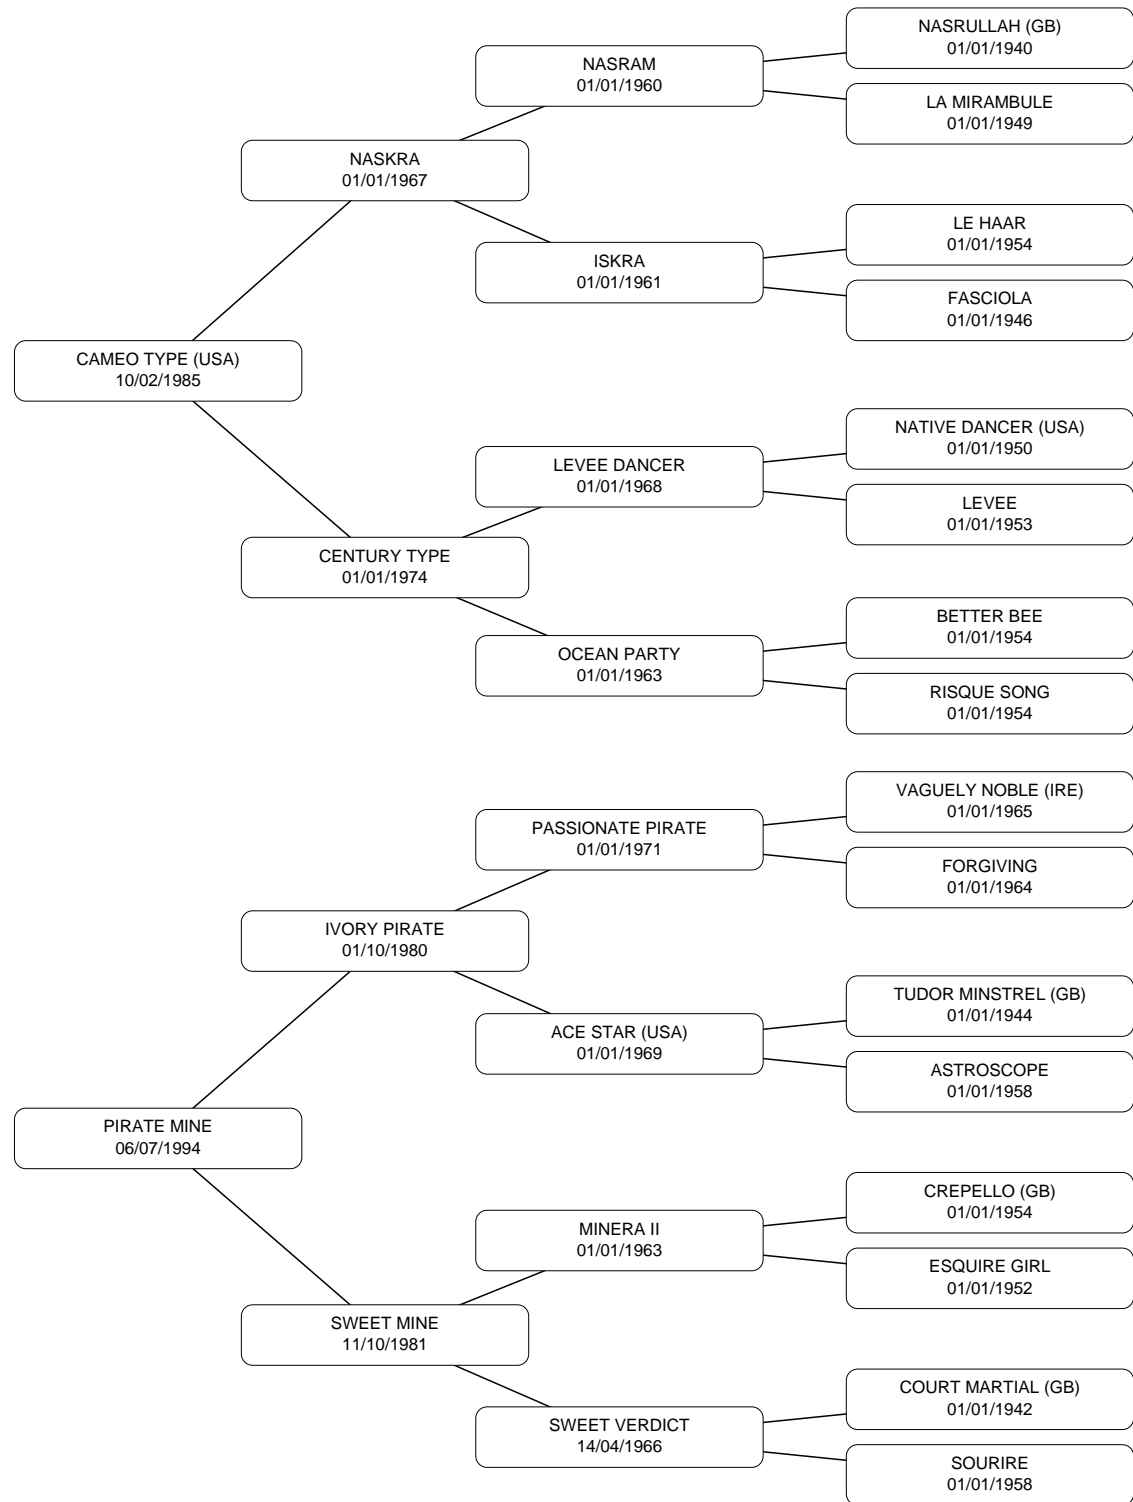 NASRULLAH (GB)
01/01/1940
NASRAM
01/01/1960
LA MIRAMBULE
01/01/1949
NASKRA
01/01/1967
LE HAAR
01/01/1954
ISKRA
01/01/1961
FASCIOLA
01/01/1946
CAMEO TYPE (USA)
10/02/1985
NATIVE DANCER (USA)
01/01/1950
LEVEE DANCER
01/01/1968
LEVEE
01/01/1953
CENTURY TYPE
01/01/1974
BETTER BEE
01/01/1954
OCEAN PARTY
01/01/1963
RISQUE SONG
01/01/1954
VAGUELY NOBLE (IRE)
01/01/1965
PASSIONATE PIRATE
01/01/1971
FORGIVING
01/01/1964
IVORY PIRATE
01/10/1980
TUDOR MINSTREL (GB)
01/01/1944
ACE STAR (USA)
01/01/1969
ASTROSCOPE
01/01/1958
PIRATE MINE
06/07/1994
CREPELLO (GB)
01/01/1954
MINERA II
01/01/1963
ESQUIRE GIRL
01/01/1952
SWEET MINE
11/10/1981
COURT MARTIAL (GB)
01/01/1942
SWEET VERDICT
14/04/1966
SOURIRE
01/01/1958